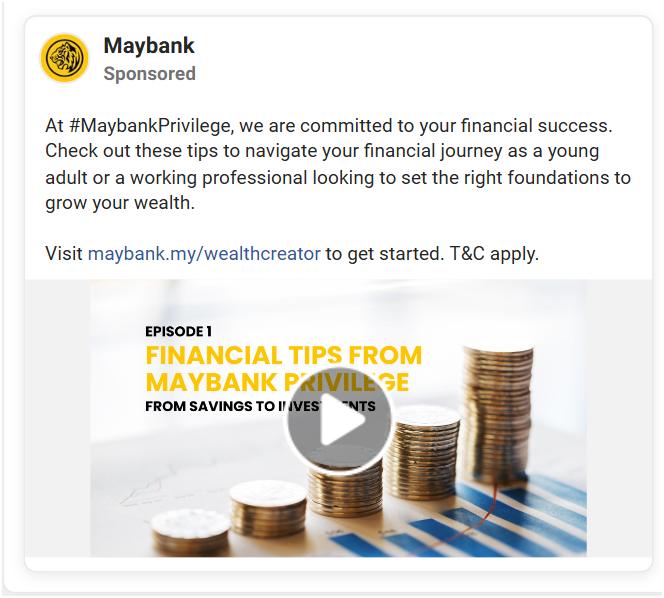 Maybank
Sponsored
At #MaybankPrivilege, we are committed to your financial success.
Check out these tips to navigate your financial journey as a young
adult or a working professional looking to set the right foundations to
grow your wealth.
Visit maybank.my/wealthcreator to get started. T&C apply.
EPISODE 1
FINANCIAL TIPS FROM
MAYBANK PRIVILEGE
FROM SAVINGS TO INVESTMENTS